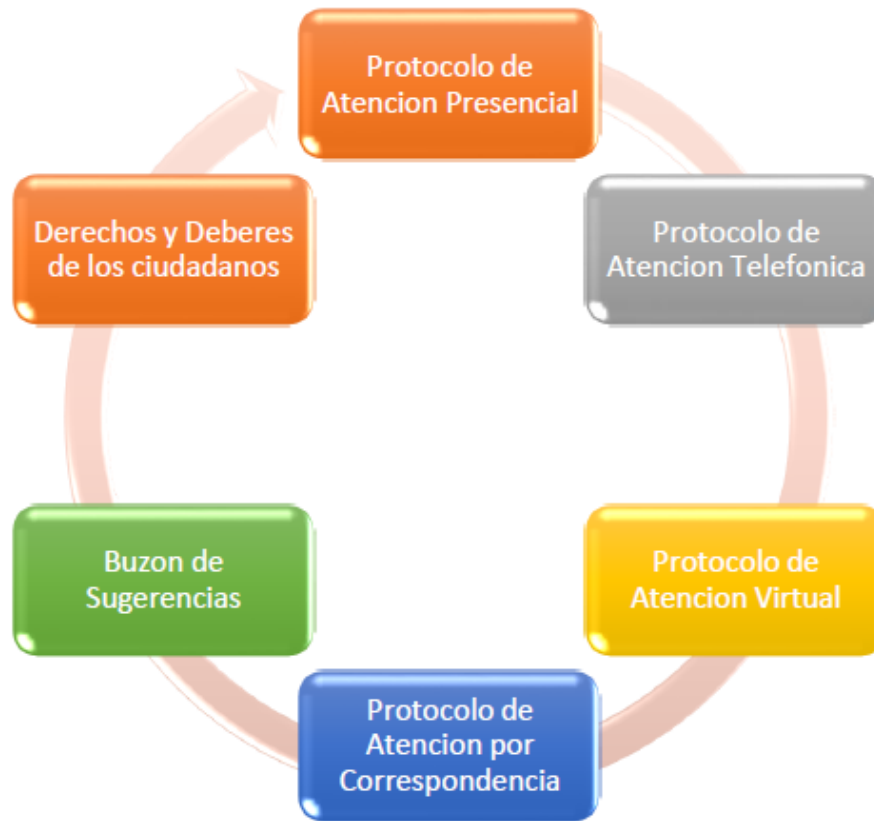 Protocolo de
Atencion Presencial
Protocolo de
Atencion Telefonica
Protocolo de
Atencion Virtual
Protocolo de
Atencion por
Correspondencia
Buzon de
Sugerencias
Derechos y Deberes
de los ciudadanos